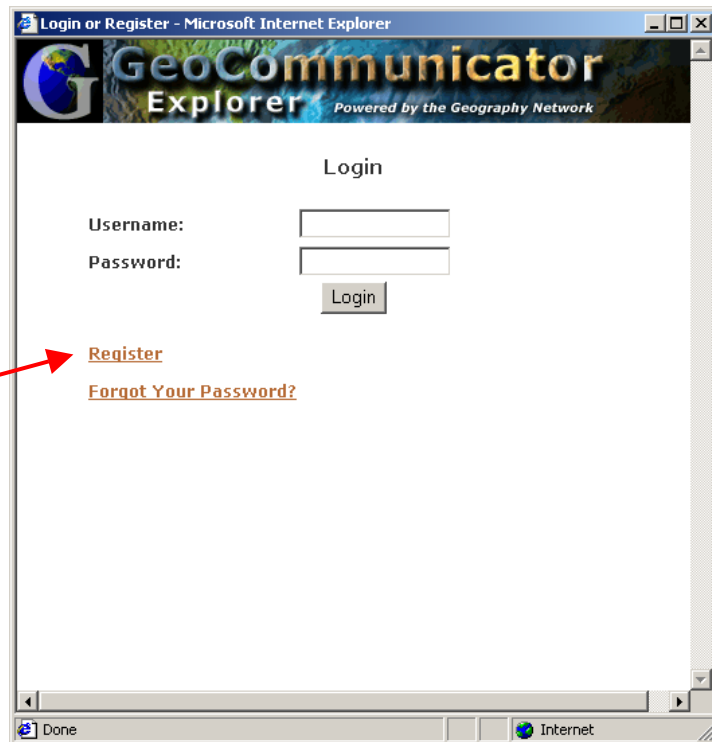 Login or Register - Microsoft Internet Explorer
G GeoCommunicator
Explorer Powered by the Geography Network
Login
Username:
Password:
Login
Register
Forgot Your Password?
Done Internet